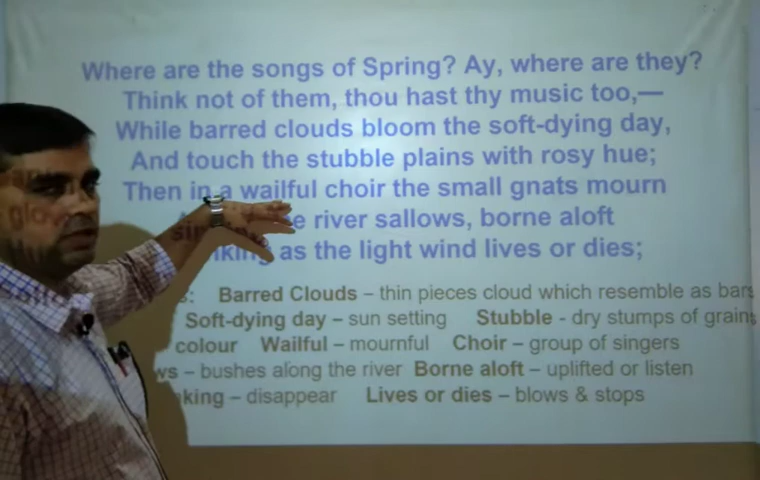 Where are the songs of Spring? Ay, where are they?
Think not of them, thou hast thy music too,—
While barred clouds bloom the soft-dying day,
And touch the stubble plains with rosy hue;
Then in a wailful choir the small gnats mourn
river sallows, borne aloft
as the light wind lives or dies;
Barred Clouds – thin pieces cloud which resemble as bars
Soft-dying day – sun setting Stubble - dry stumps of grains
colour Wailful – mournful Choir – group of singers
– bushes along the river Borne aloft – uplifted or listen
– disappear Lives or dies – blows & stops